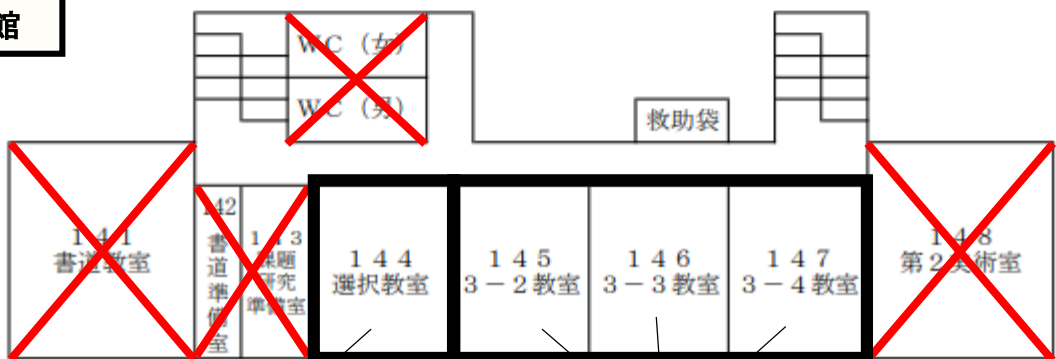 館
WC（女）
WC（男）
救助袋
１４１
書道教室
142
書道準備室
１４３
課題
研究
準備室
１４４
選択教室
１４５
３－２教室
１４６
３－３教室
１４７
３－４教室
１４８
第２美術室